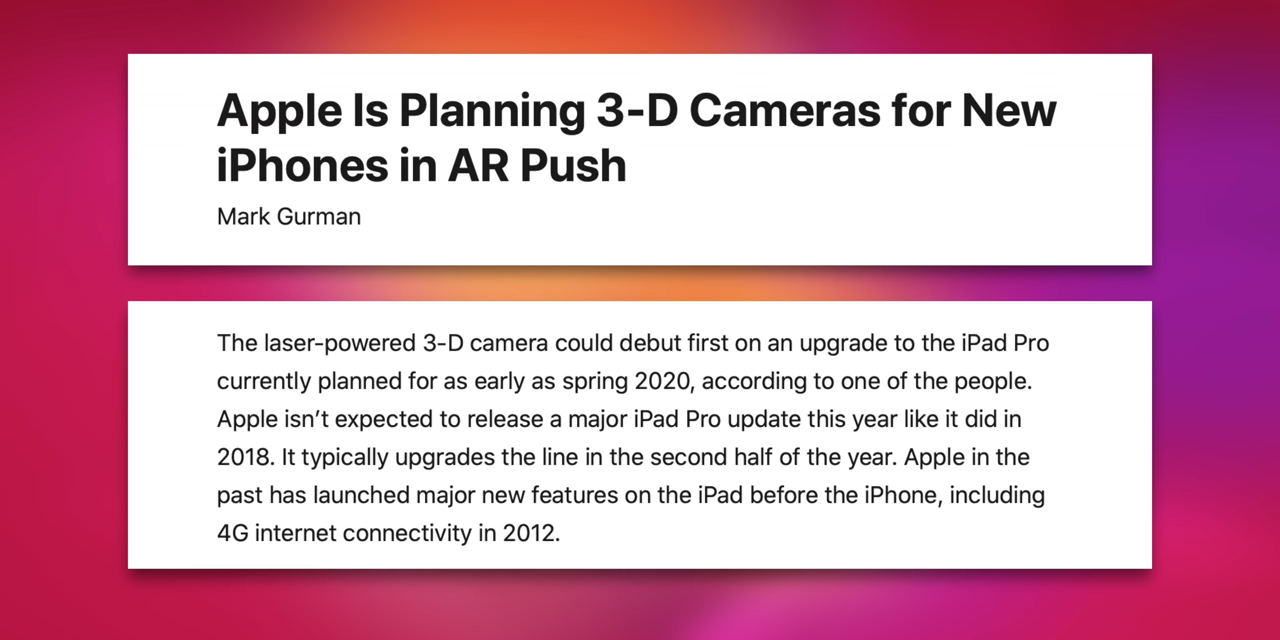 Apple Is Planning 3-D Cameras for New
iPhones in AR Push
Mark Gurman
The laser-powered 3-D camera could debut first on an upgrade to the iPad Pro
currently planned for as early as spring 2020, according to one of the people.
Apple isn’t expected to release a major iPad Pro update this year like it did in
2018. It typically upgrades the line in the second half of the year. Apple in the
past has launched major new features on the iPad before the iPhone, including
4G internet connectivity in 2012.